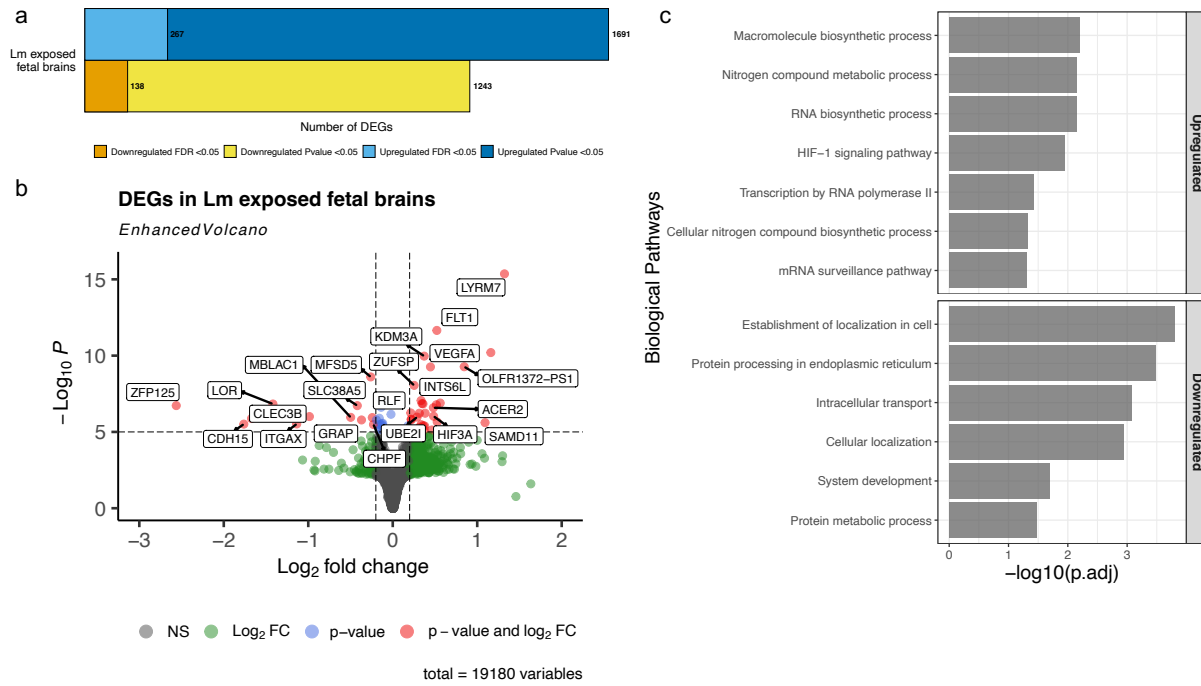 a
Lm exposed
fetal brains
267
1691
138
1243
Number of DEGs
Downregulated FDR <0.05
Downregulated Pvalue <0.05
Upregulated FDR <0.05
Upregulated Pvalue <0.05
b
DEGs in Lm exposed fetal brains
EnhancedVolcano
−Log10 P
15
10
5
0
LYRM7
FLT1
KDM3A
ZUFSP
VEGFA
MBLAC1
MFSD5
OLFR1372−PS1
ZFP125
LOR
SLC38A5
INTS6L
RLF
CLEC3B
ACER2
CDH15
ITGAX
GRAP
UBE2I
HIF3A
SAMD11
CHPF
−3
−2
−1
0
1
2
Log2 fold change
NS
Log2 FC
p−value
p − value and log2 FC
total = 19180 variables
c
Biological Pathways
Macromolecule biosynthetic process
Nitrogen compound metabolic process
RNA biosynthetic process
HIF−1 signaling pathway
Transcription by RNA polymerase II
Cellular nitrogen compound biosynthetic process
mRNA surveillance pathway
Upregulated
Establishment of localization in cell
Protein processing in endoplasmic reticulum
Intracellular transport
Cellular localization
System development
Protein metabolic process
Downregulated
0
1
2
3
−log10(p.adj)